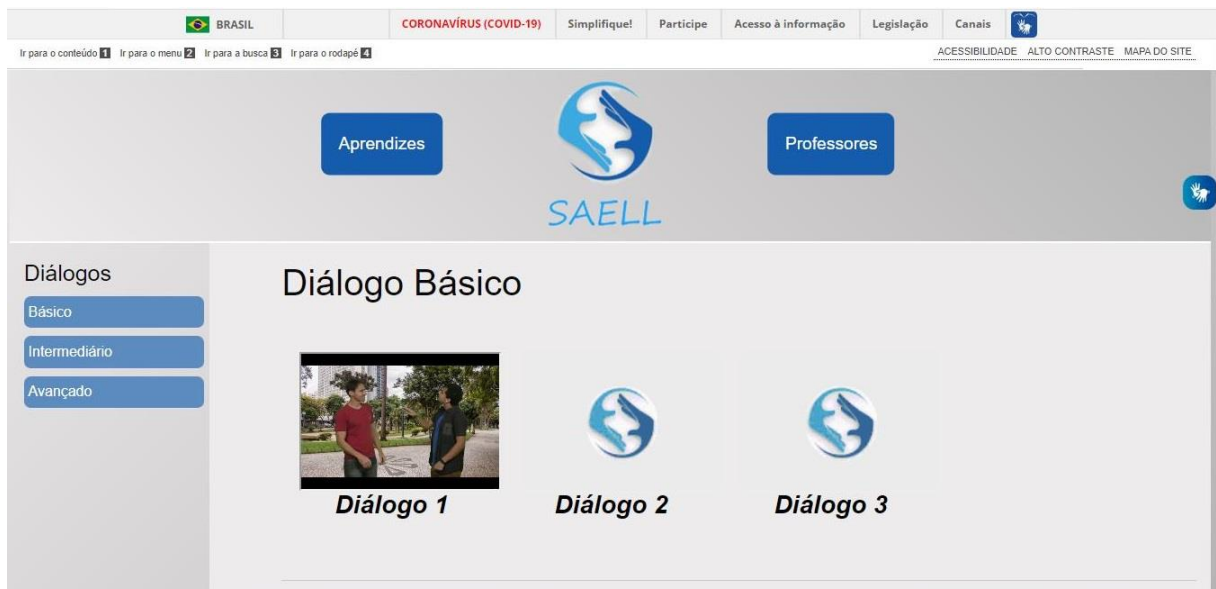 BRASIL CORONAVÍRUS (COVID-19) Simplifique! Participe Acesso à informação Legislação Canais
Ir para o conteúdo 1 Ir para o menu 2 Ir para a busca 3 Ir para o rodapé 4 ACESSIBILIDADE ALTO CONTRASTE MAPA DO SITE
Aprendizes Professores
SAELL
Diálogos
Básico
Intermediário
Avançado
Diálogo Básico
Diálogo 1 Diálogo 2 Diálogo 3